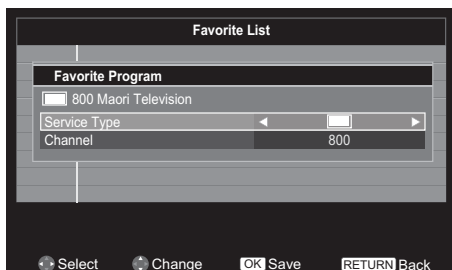 Favorite List
Favorite Program
800 Maori Television
Service Type
Channel 800
Select Change OK Save RETURN Back